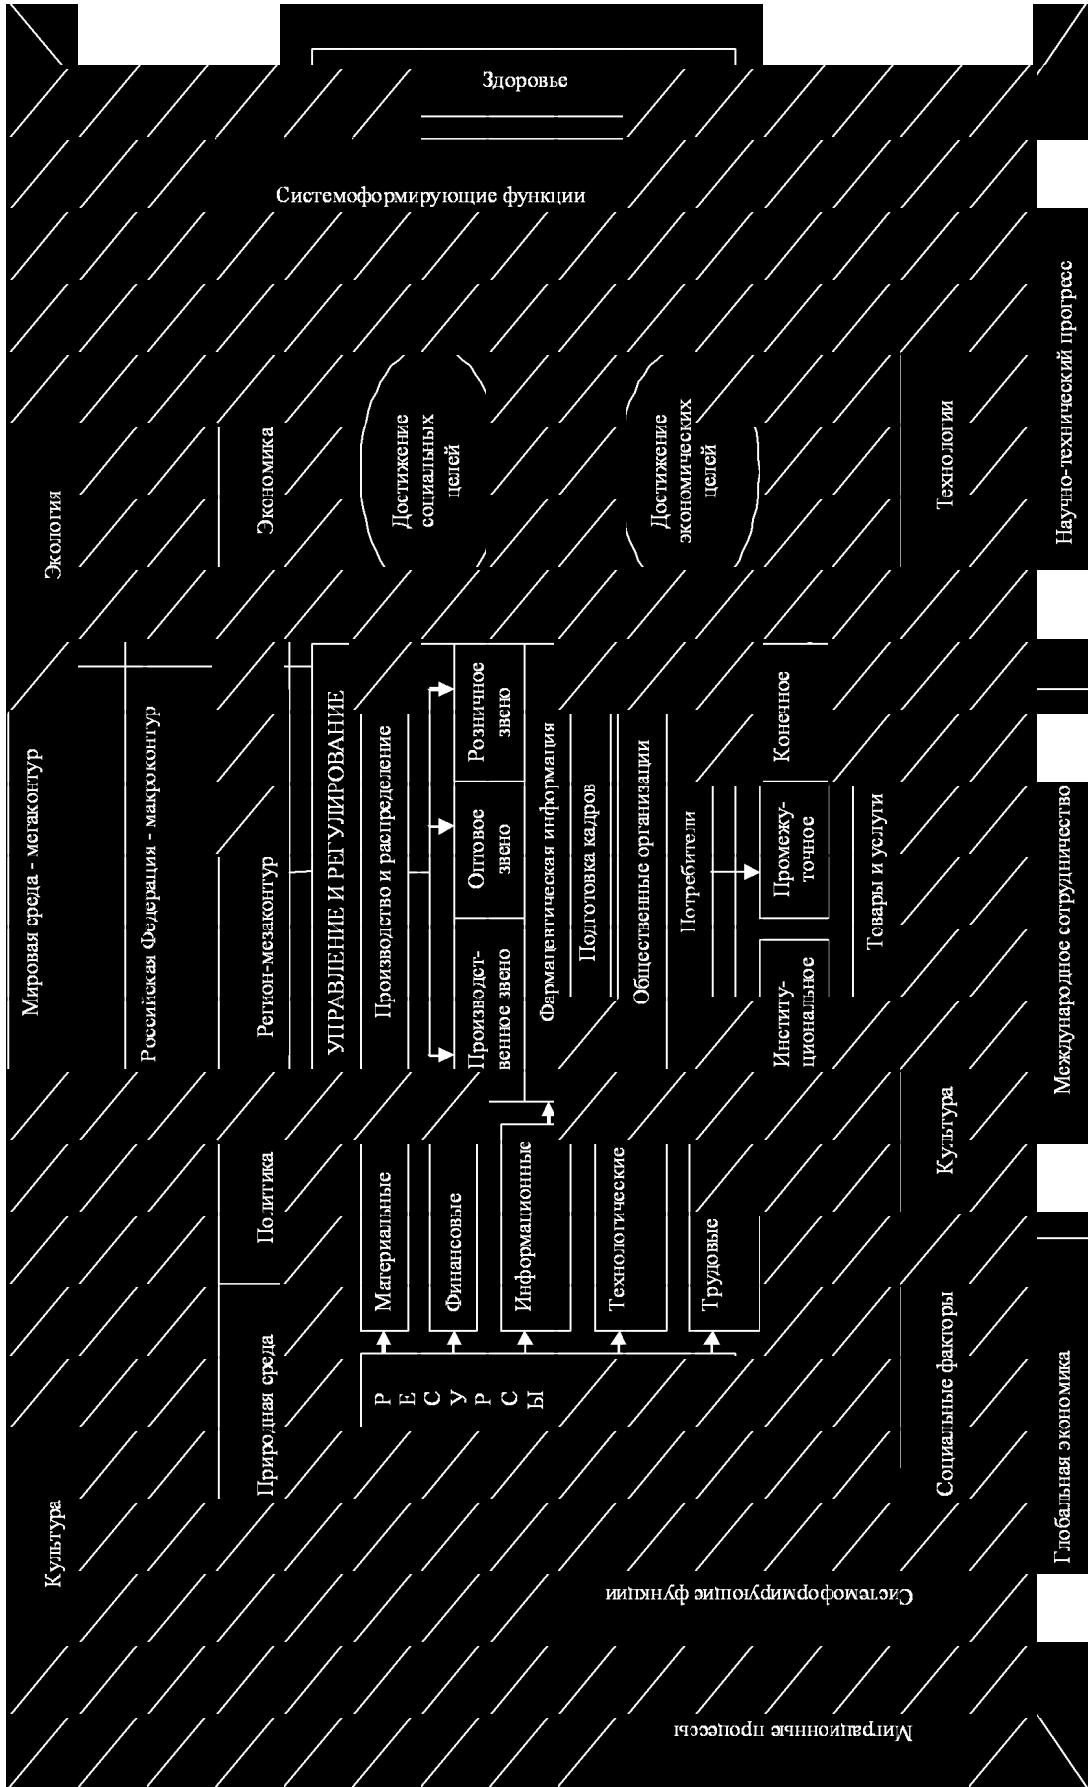 Мировая среда - мегаконтур
Культура
Экология
Российская Федерация - макроконтур
Природная среда
Политика
Регион-мезаконтур
Экономика
УПРАВЛЕНИЕ И РЕГУЛИРОВАНИЕ
РЕСУРСЫ
Материальные
Финансовые
Информационные
Технологические
Трудовые
Производство и распределение
Производст-
венное звено
Оптовое
звено
Розничное
звено
Фармацевтическая информация
Подготовка кадров
Общественные организации
Потребители
Институ-
циональное
Промежу-
точное
Конечное
Товары и услуги
Достижение
социальных
целей
Достижение
экономических
целей
Социальные факторы
Культура
Технологии
Глобальная экономика
Международное сотрудничество
Научно-технический прогресс
Миграционные процессы
Системоформирующие функции
Системоформирующие функции
Здоровье